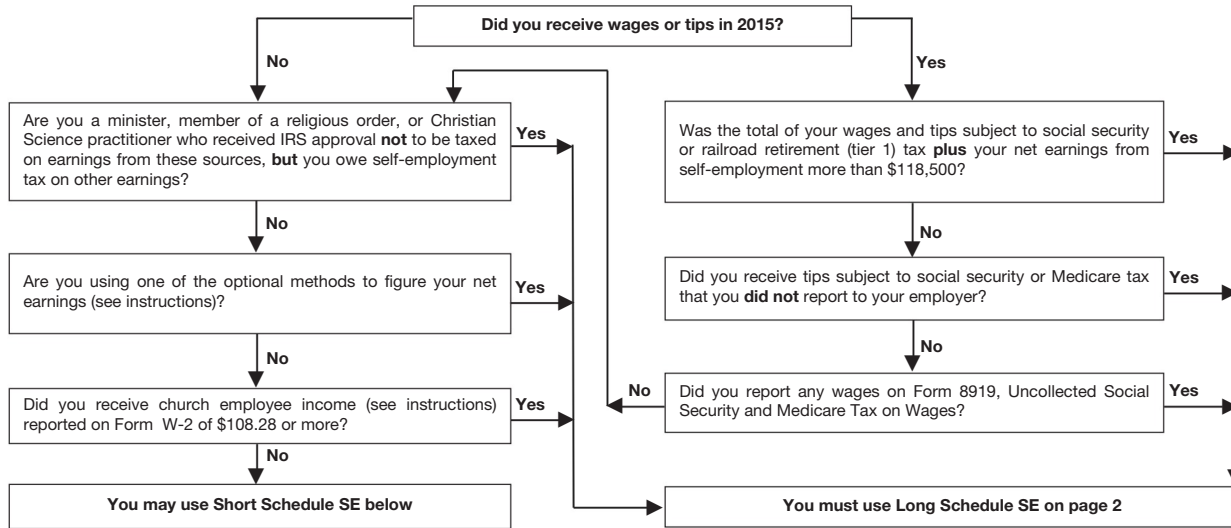 Did you receive wages or tips in 2015?
No
Yes
Are you a minister, member of a religious order, or Christian
Science practitioner who received IRS approval not to be taxed
on earnings from these sources, but you owe self-employment
tax on other earnings?
Yes
Was the total of your wages and tips subject to social security
or railroad retirement (tier 1) tax plus your net earnings from
self-employment more than $118,500?
Yes
No
No
Are you using one of the optional methods to figure your net
earnings (see instructions)?
Yes
Did you receive tips subject to social security or Medicare tax
that you did not report to your employer?
Yes
No
No
Did you receive church employee income (see instructions)
reported on Form W-2 of $108.28 or more?
Yes
No
Did you report any wages on Form 8919, Uncollected Social
Security and Medicare Tax on Wages?
Yes
No
You may use Short Schedule SE below
You must use Long Schedule SE on page 2